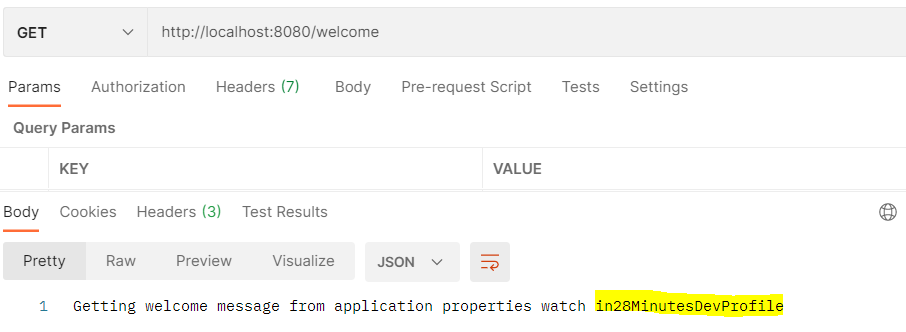 GET http://localhost:8080/welcome
Params Authorization Headers (7) Body Pre-request Script Tests Settings
Query Params
KEY VALUE
Body Cookies Headers (3) Test Results
Pretty Raw Preview Visualize JSON
1 Getting welcome message from application properties watch in28MinutesDevProfile